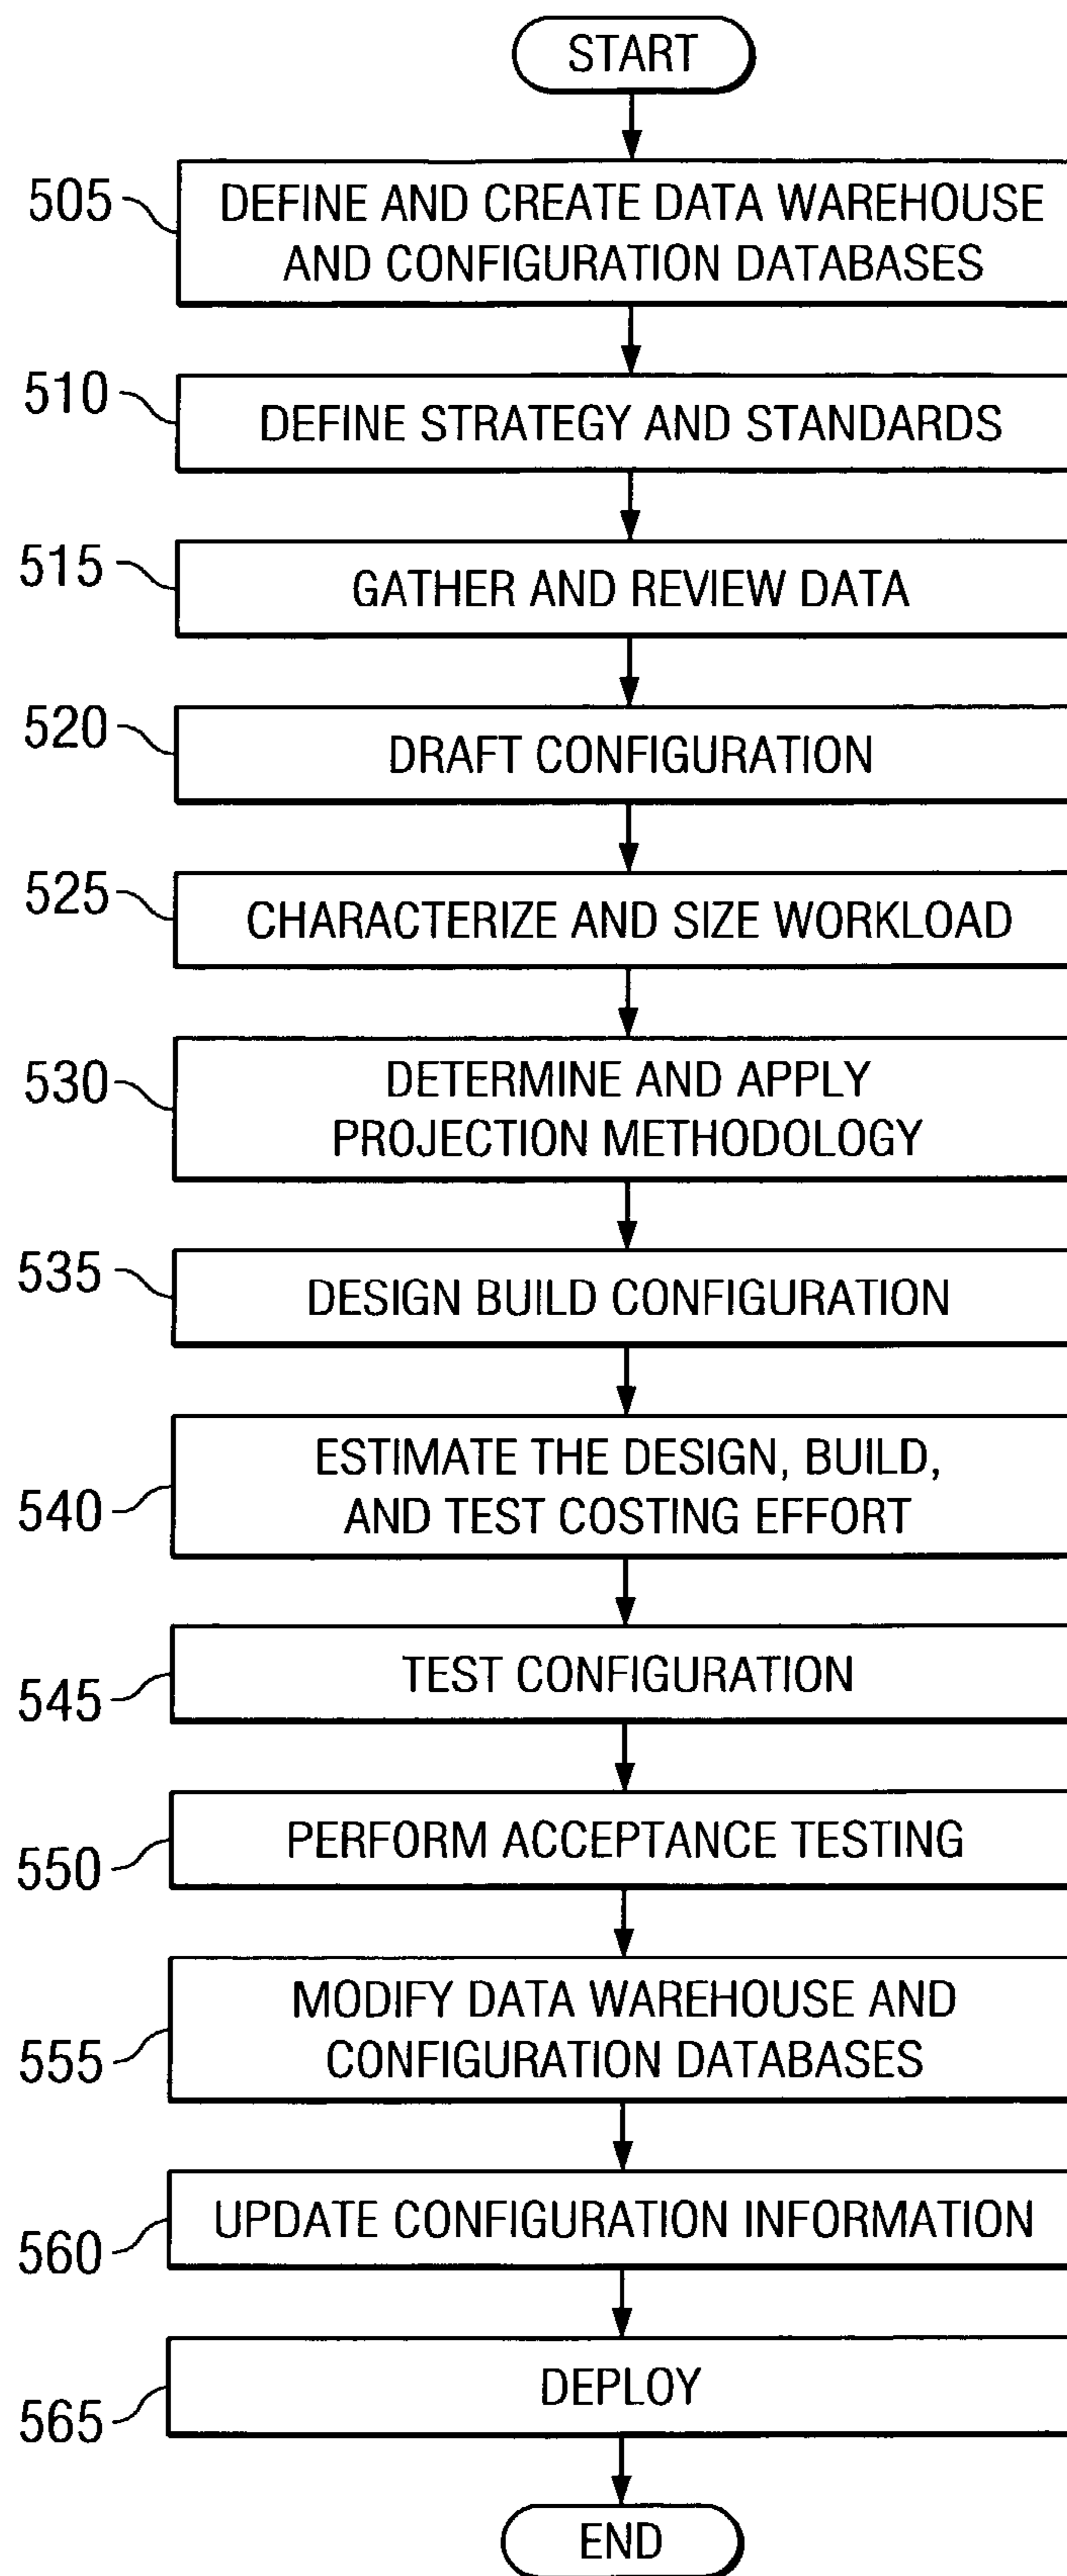 START
505
DEFINE AND CREATE DATA WAREHOUSE
AND CONFIGURATION DATABASES
510
DEFINE STRATEGY AND STANDARDS
515
GATHER AND REVIEW DATA
520
DRAFT CONFIGURATION
525
CHARACTERIZE AND SIZE WORKLOAD
530
DETERMINE AND APPLY
PROJECTION METHODOLOGY
535
DESIGN BUILD CONFIGURATION
540
ESTIMATE THE DESIGN, BUILD,
AND TEST COSTING EFFORT
545
TEST CONFIGURATION
550
PERFORM ACCEPTANCE TESTING
555
MODIFY DATA WAREHOUSE AND
CONFIGURATION DATABASES
560
UPDATE CONFIGURATION INFORMATION
565
DEPLOY
END